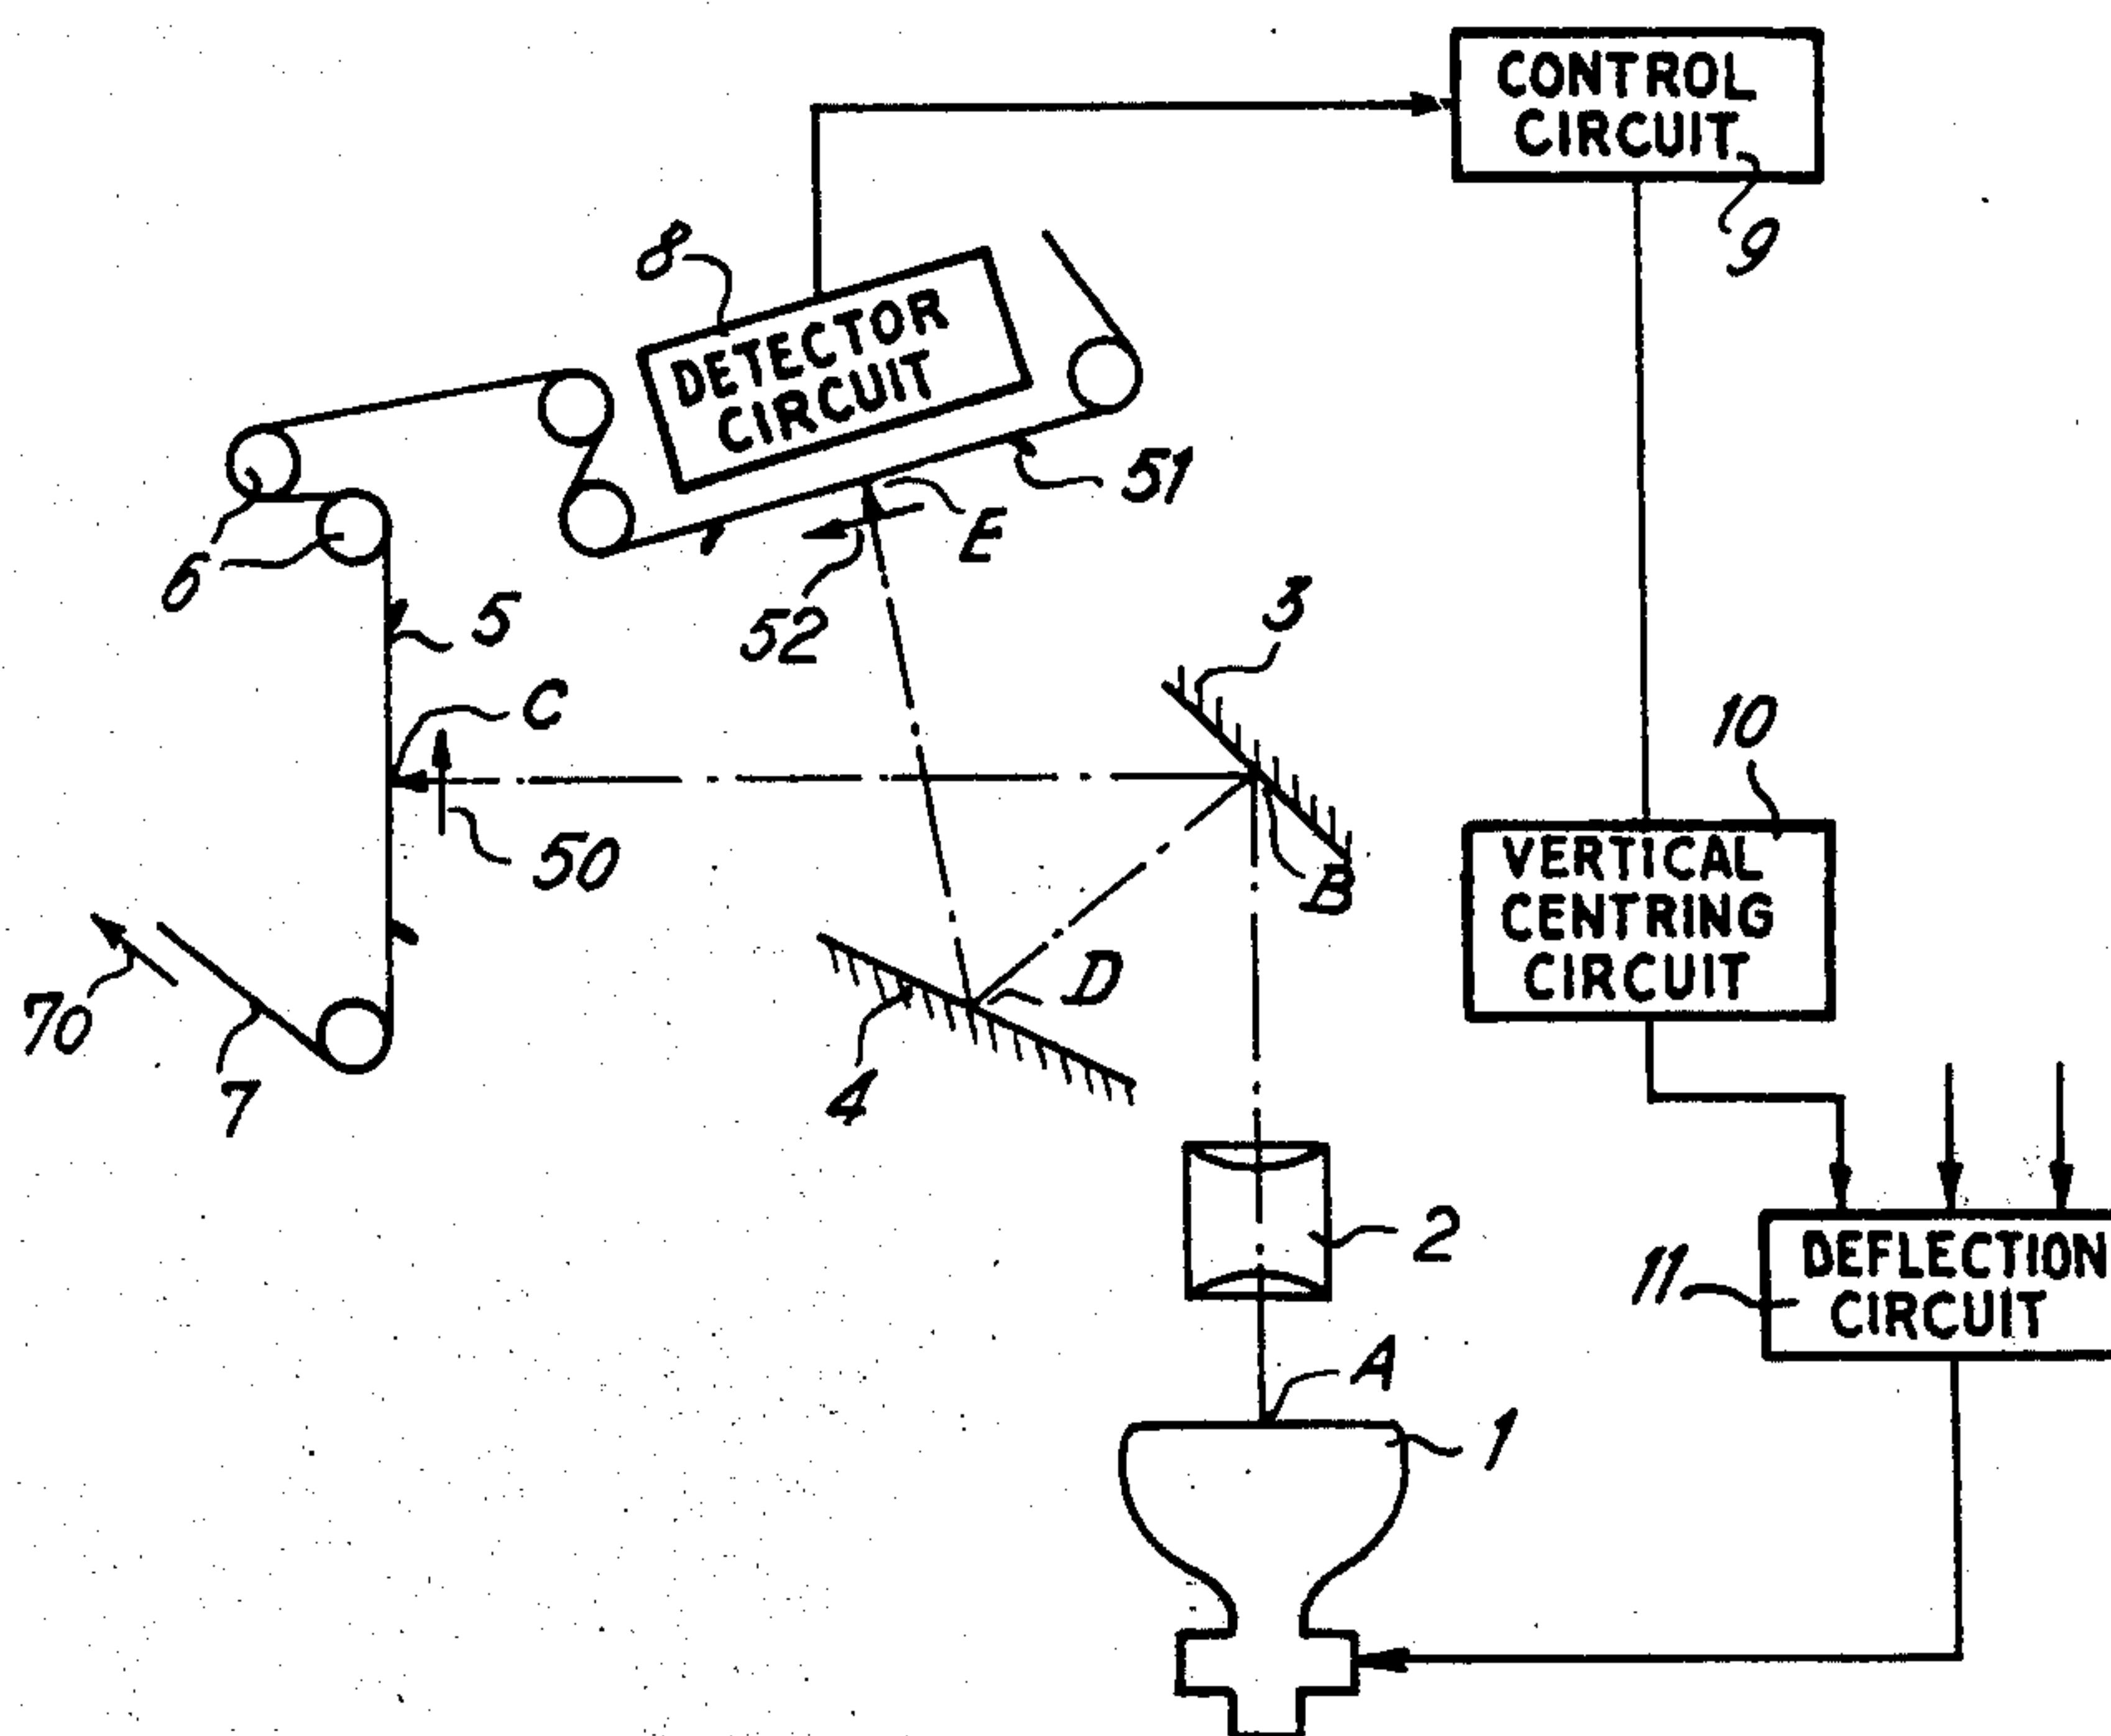 CONTROL
CIRCUIT
9
8
DETECTOR
CIRCUIT
51
E
6
52
5
3
C
10
50
B
VERTICAL
CENTRING
CIRCUIT
70
D
7
4
2
11
DEFLECTION
CIRCUIT
A
1